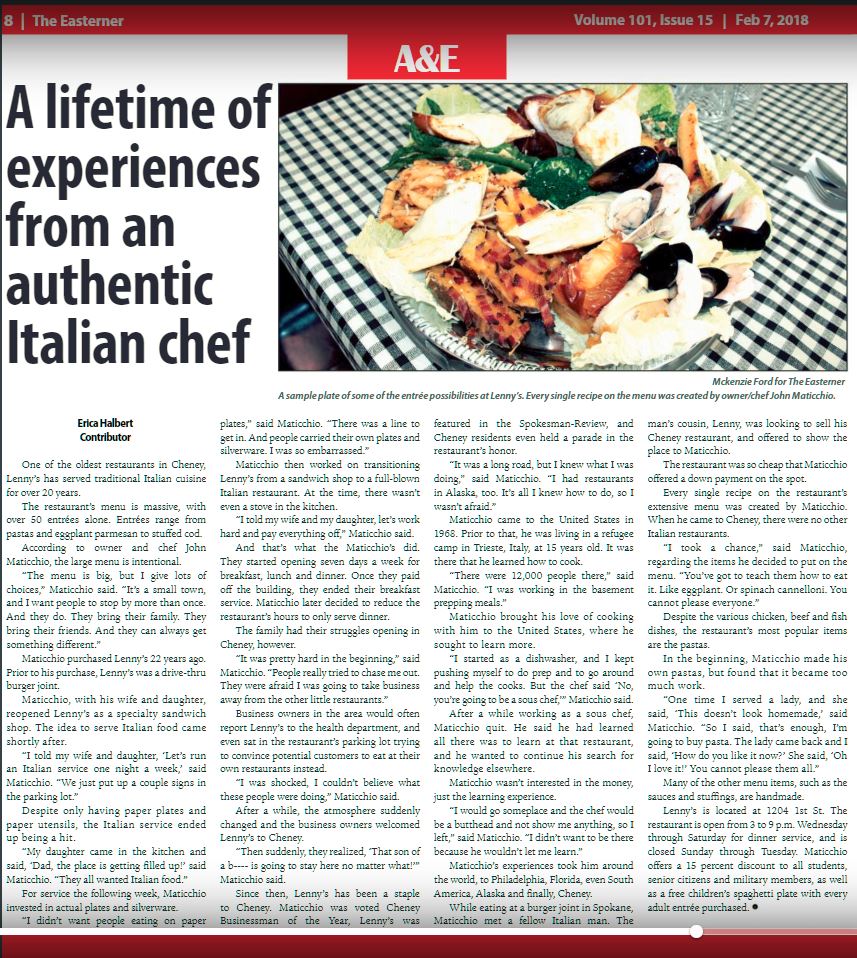 8 | The Easterner
Volume 101, Issue 15 | Feb 7, 2018
A&E
A lifetime of
experiences
from an
authentic
Italian chef
Mckenzie Ford for The Easterner
A sample plate of some of the entrée possibilities at Lenny's. Every single recipe on the menu was created by owner/chef John Maticchio.
Erica Halbert
Contributor
One of the oldest restaurants in Cheney,
Lenny's has served traditional Italian cuisine
for over 20 years.
The restaurant's menu is massive, with
over 50 entrées alone. Entrées range from
pastas and eggplant parmesan to stuffed cod.
According to owner and chef John
Maticchio, the large menu is intentional.
“The menu is big, but I give lots of
choices,” Maticchio said. “It's a small town,
and I want people to stop by more than once.
And they do. They bring their family. They
bring their friends. And they can always get
something different.”
Maticchio purchased Lenny's 22 years ago.
Prior to his purchase, Lenny's was a drive-thru
burger joint.
Maticchio, with his wife and daughter,
reopened Lenny's as a specialty sandwich
shop. The idea to serve Italian food came
shortly after.
“I told my wife and daughter, ‘Let's run
an Italian service one night a week,’ said
Maticchio. “We just put up a couple signs in
the parking lot.”
Despite only having paper plates and
paper utensils, the Italian service ended
up being a hit.
“My daughter came in the kitchen and
said, ‘Dad, the place is getting filled up!’ said
Maticchio. “They all wanted Italian food.”
For service the following week, Maticchio
invested in actual plates and silverware.
“I didn't want people eating on paper
plates,” said Maticchio. “There was a line to
get in. And people carried their own plates and
silverware. I was so embarrassed.”
Maticchio then worked on transitioning
Lenny's from a sandwich shop to a full-blown
Italian restaurant. At the time, there wasn't
even a stove in the kitchen.
“I told my wife and my daughter, let's work
hard and pay everything off,” Maticchio said.
And that's what the Maticchio's did.
They started opening seven days a week for
breakfast, lunch and dinner. Once they paid
off the building, they ended their breakfast
service. Maticchio later decided to reduce the
restaurant's hours to only serve dinner.
The family had their struggles opening in
Cheney, however.
“It was pretty hard in the beginning,” said
Maticchio. “People really tried to chase me out.
They were afraid I was going to take business
away from the other little restaurants.”
Business owners in the area would often
report Lenny's to the health department, and
even sat in the restaurant's parking lot trying
to convince potential customers to eat at their
own restaurants instead.
“I was shocked, I couldn't believe what
these people were doing,” Maticchio said.
After a while, the atmosphere suddenly
changed and the business owners welcomed
Lenny's to Cheney.
“Then suddenly, they realized, ‘That son of
a b---- is going to stay here no matter what!’”
Maticchio said.
Since then, Lenny's has been a staple
to Cheney. Maticchio was voted Cheney
Businessman of the Year, Lenny's was
featured in the Spokesman-Review, and
Cheney residents even held a parade in the
restaurant's honor.
“It was a long road, but I knew what I was
doing,” said Maticchio. “I had restaurants
in Alaska, too. It's all I knew how to do, so I
wasn't afraid.”
Maticchio came to the United States in
1968. Prior to that, he was living in a refugee
camp in Trieste, Italy, at 15 years old. It was
there that he learned how to cook.
“There were 12,000 people there,” said
Maticchio. “I was working in the basement
prepping meals.”
Maticchio brought his love of cooking
with him to the United States, where he
sought to learn more.
“I started as a dishwasher, and I kept
pushing myself to do prep and to go around
and help the cooks. But the chef said ‘No,
you're going to be a sous chef,’” Maticchio said.
After a while working as a sous chef,
Maticchio quit. He said he had learned
all there was to learn at that restaurant,
and he wanted to continue his search for
knowledge elsewhere.
Maticchio wasn't interested in the money,
just the learning experience.
“I would go someplace and the chef would
be a butthead and not show me anything, so I
left,” said Maticchio. “I didn't want to be there
because he wouldn't let me learn.”
Maticchio's experiences took him around
the world, to Philadelphia, Florida, even South
America, Alaska and finally, Cheney.
While eating at a burger joint in Spokane,
Maticchio met a fellow Italian man. The
man's cousin, Lenny, was looking to sell his
Cheney restaurant, and offered to show the
place to Maticchio.
The restaurant was so cheap that Maticchio
offered a down payment on the spot.
Every single recipe on the restaurant's
extensive menu was created by Maticchio.
When he came to Cheney, there were no other
Italian restaurants.
“I took a chance,” said Maticchio,
regarding the items he decided to put on the
menu. “You've got to teach them how to eat
it. Like eggplant. Or spinach cannelloni. You
cannot please everyone.”
Despite the various chicken, beef and fish
dishes, the restaurant's most popular items
are the pastas.
In the beginning, Maticchio made his
own pastas, but found that it became too
much work.
“One time I served a lady, and she
said, ‘This doesn't look homemade,’ said
Maticchio. “So I said, that's enough, I'm
going to buy pasta. The lady came back and I
said, ‘How do you like it now?’ She said, ‘Oh
I love it!’ You cannot please them all.”
Many of the other menu items, such as the
sauces and stuffings, are handmade.
Lenny's is located at 1204 1st St. The
restaurant is open from 3 to 9 p.m. Wednesday
through Saturday for dinner service, and is
closed Sunday through Tuesday. Maticchio
offers a 15 percent discount to all students,
senior citizens and military members, as well
as a free children's spaghetti plate with every
adult entrée purchased. ●